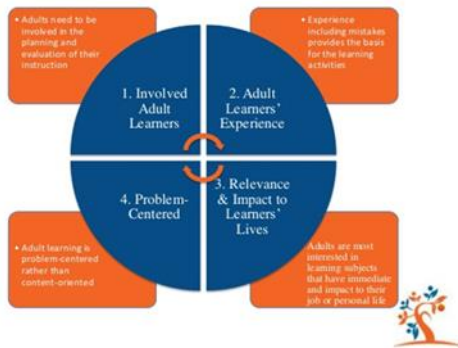 • Adults need to be
involved in the
planning and
evaluation of their
instruction
• Experience
including mistakes
provides the basis
for the learning
activities
1. Involved
Adult
Learners
2. Adult
Learners'
Experience
4. Problem-
Centered
3. Relevance
& Impact to
Learners'
Lives
• Adult learning is
problem-centered
rather than
content-oriented
Adults are most
interested in
learning subjects
that have immediate
and impact to their
job or personal life